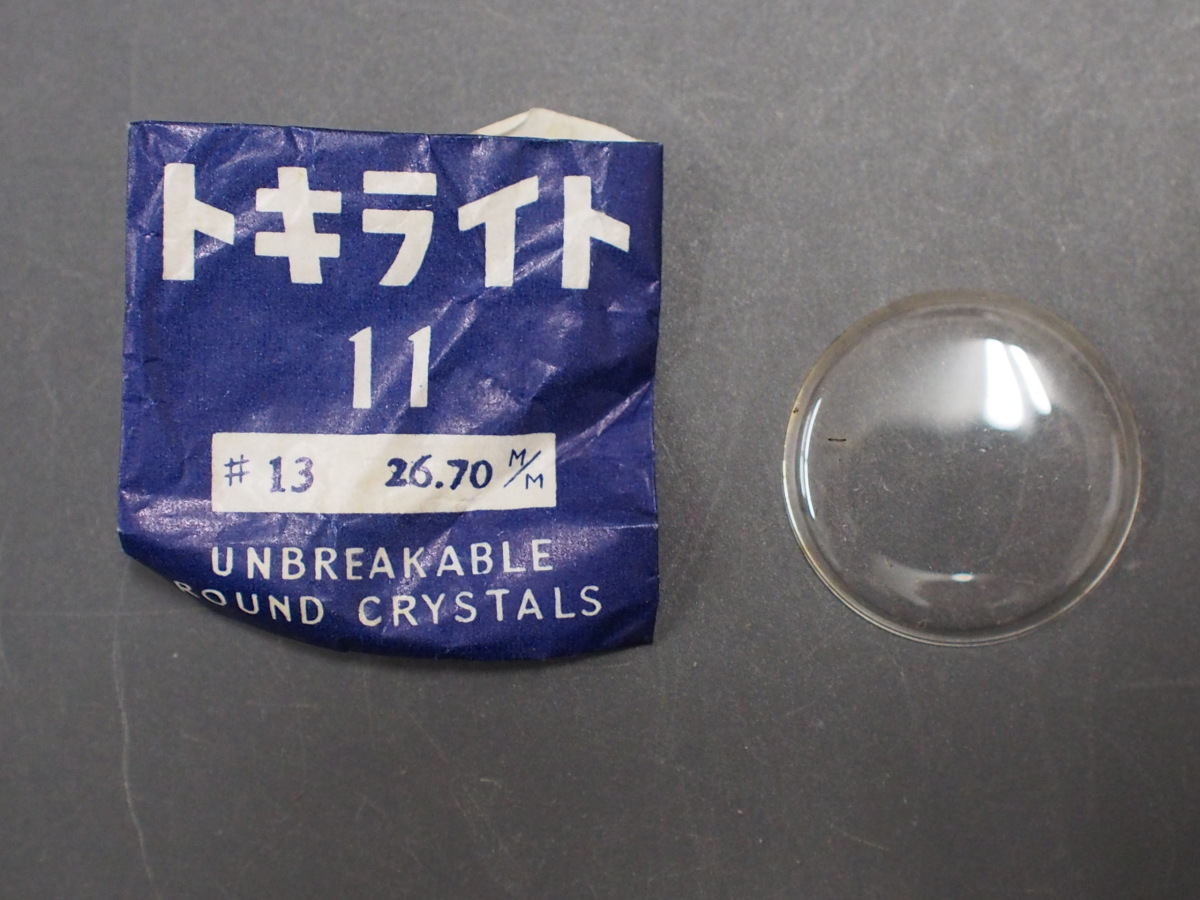 トキライト
11
# 13 26.70 M/M
UNBREAKABLE
ROUND CRYSTALS